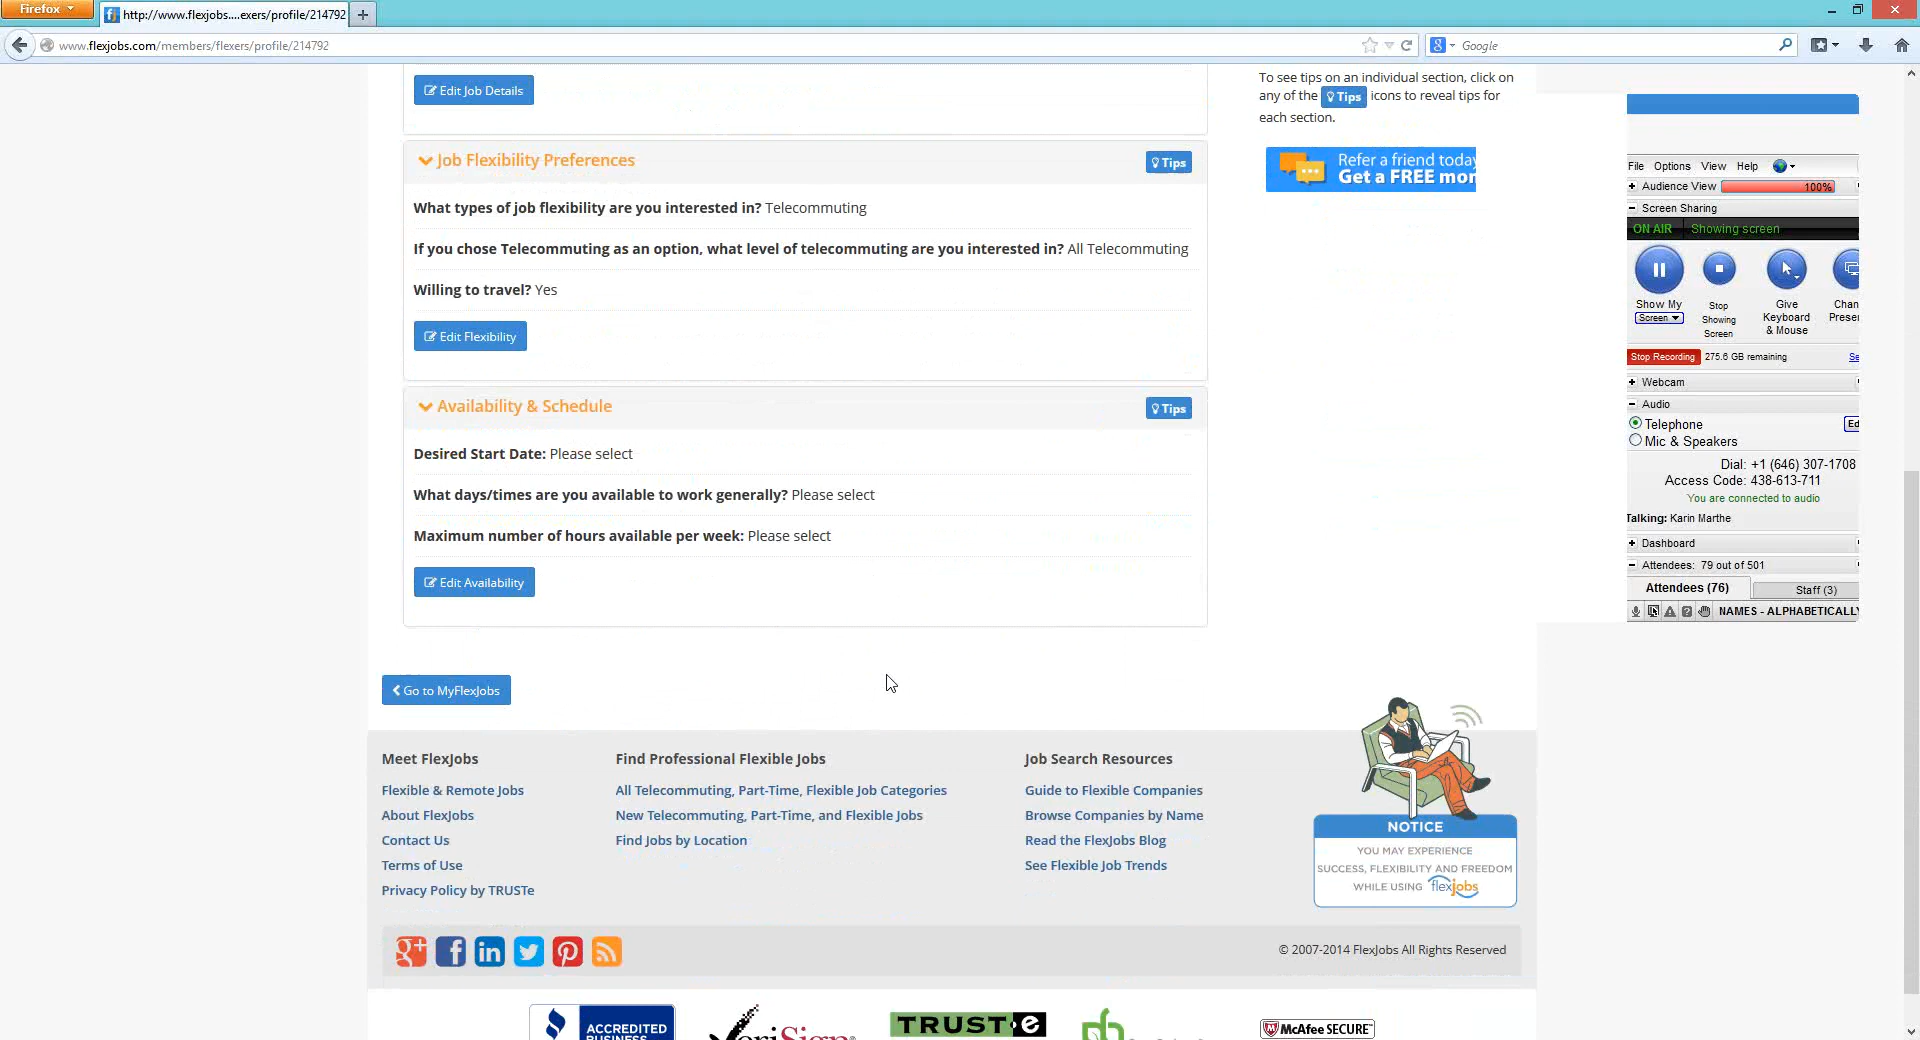 Firefox
http://www.flexjobs....exers/profile/214792
www.flexjobs.com/members/flexers/profile/214792
Google
Edit Job Details
To see tips on an individual section, click on
any of the Tips icons to reveal tips for
each section.
Job Flexibility Preferences
Tips
What types of job flexibility are you interested in? Telecommuting
If you chose Telecommuting as an option, what level of telecommuting are you interested in? All Telecommuting
Willing to travel? Yes
Edit Flexibility
Refer a friend today
Get a FREE mon
Availability & Schedule
Tips
Desired Start Date: Please select
What days/times are you available to work generally? Please select
Maximum number of hours available per week: Please select
Edit Availability
File Options View Help
Audience View 100%
Screen Sharing
ON AIR Showing screen
Show My
Screen
Stop
Showing
Screen
Give
Keyboard
& Mouse
Chan
Prese
Stop Recording 275.6 GB remaining Se
Webcam
Audio
Telephone Ed
Mic & Speakers
Dial: +1 (646) 307-1708
Access Code: 438-613-711
You are connected to audio
Talking: Karin Marthe
Dashboard
Attendees: 79 out of 501
Attendees (76) Staff (3)
NAMES - ALPHABETICALLY
Go to MyFlexJobs
Meet FlexJobs
Flexible & Remote Jobs
About FlexJobs
Contact Us
Terms of Use
Privacy Policy by TRUSTe
Find Professional Flexible Jobs
All Telecommuting, Part-Time, Flexible Job Categories
New Telecommuting, Part-Time, and Flexible Jobs
Find Jobs by Location
Job Search Resources
Guide to Flexible Companies
Browse Companies by Name
Read the FlexJobs Blog
See Flexible Job Trends
NOTICE
YOU MAY EXPERIENCE
SUCCESS, FLEXIBILITY AND FREEDOM
WHILE USING flexjobs
© 2007-2014 FlexJobs All Rights Reserved
ACCREDITED
TRUSTe
McAfee SECURE